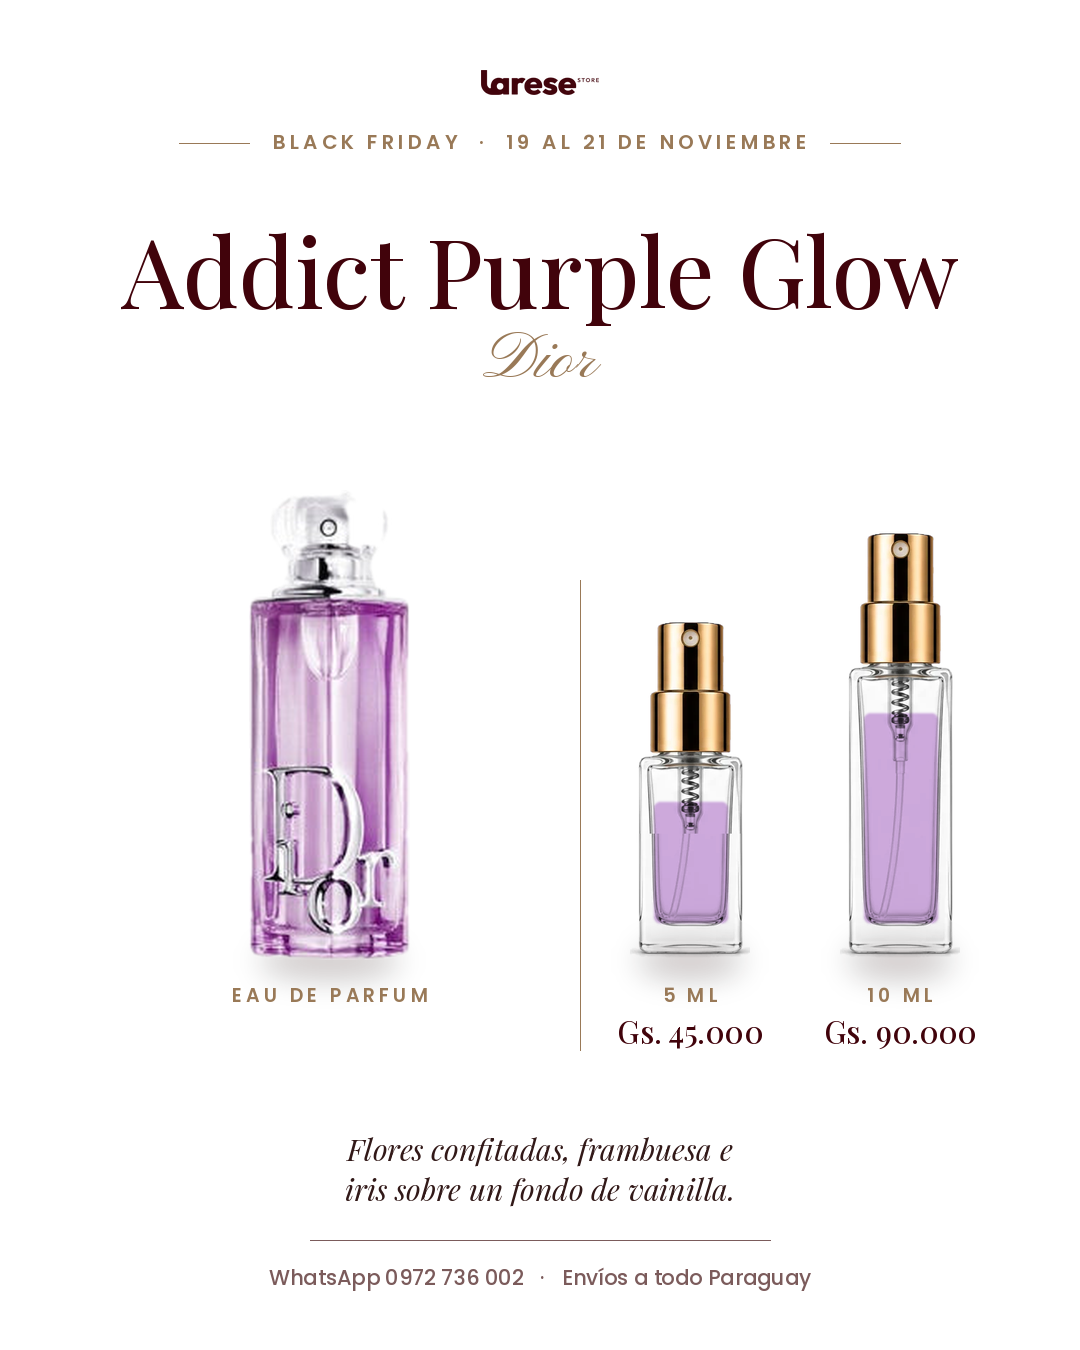 larese STORE
BLACK FRIDAY · 19 AL 21 DE NOVIEMBRE
Addict Purple Glow
Dior
Dior
EAU DE PARFUM
5 ML
Gs. 45.000
10 ML
Gs. 90.000
Flores confitadas, frambuesa e
iris sobre un fondo de vainilla.
WhatsApp 0972 736 002 · Envíos a todo Paraguay